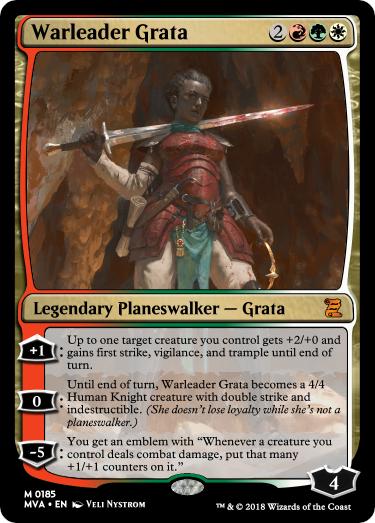 Warleader Grata 2
Legendary Planeswalker — Grata
+1: Up to one target creature you control gets +2/+0 and
gains first strike, vigilance, and trample until end of
turn.
0: Until end of turn, Warleader Grata becomes a 4/4
Human Knight creature with double strike and
indestructible. (She doesn't lose loyalty while she's not a
planeswalker.)
-5: You get an emblem with “Whenever a creature you
control deals combat damage, put that many
+1/+1 counters on it.”
4
M 0185
MVA • EN VELI NYSTROM
™ & © 2018 Wizards of the Coast